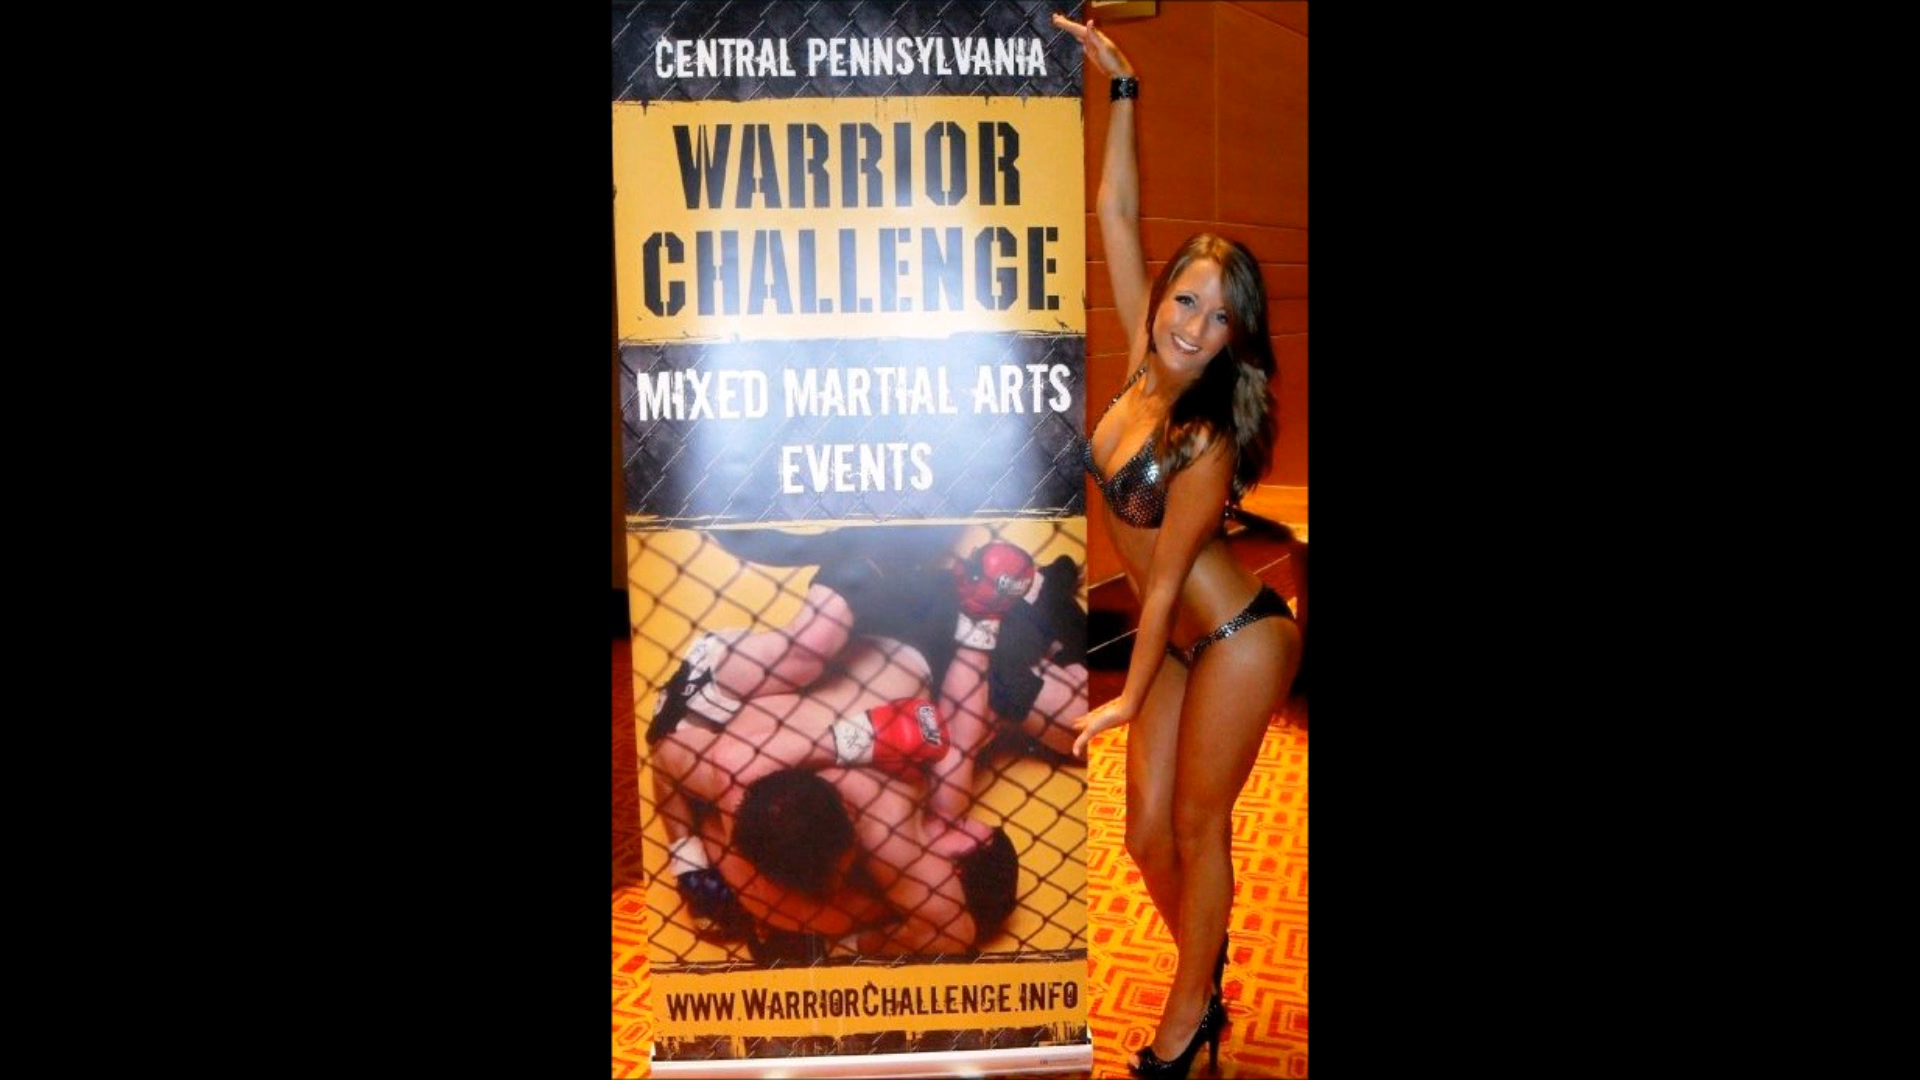 CENTRAL PENNSYLVANIA
WARRIOR
CHALLENGE
MIXED MARTIAL ARTS
EVENTS
WWW.WARRIORCHALLENGE.INFO